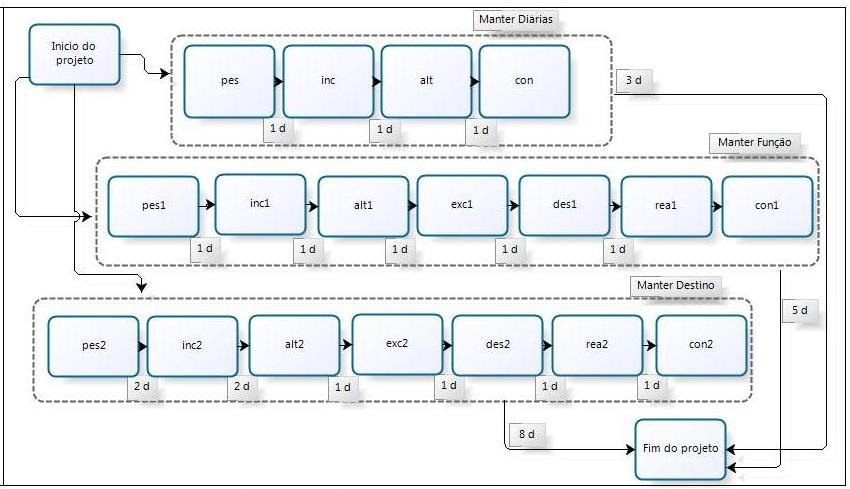 Manter Diárias
Inicio do
projeto
pes
inc
alt
con
3 d
1 d
1 d
1 d
Manter Função
pes1
inc1
alt1
exc1
des1
rea1
con1
1 d
1 d
1 d
1 d
1 d
Manter Destino
5 d
pes2
inc2
alt2
exc2
des2
rea2
con2
2 d
2 d
1 d
1 d
1 d
1 d
8 d
Fim do projeto